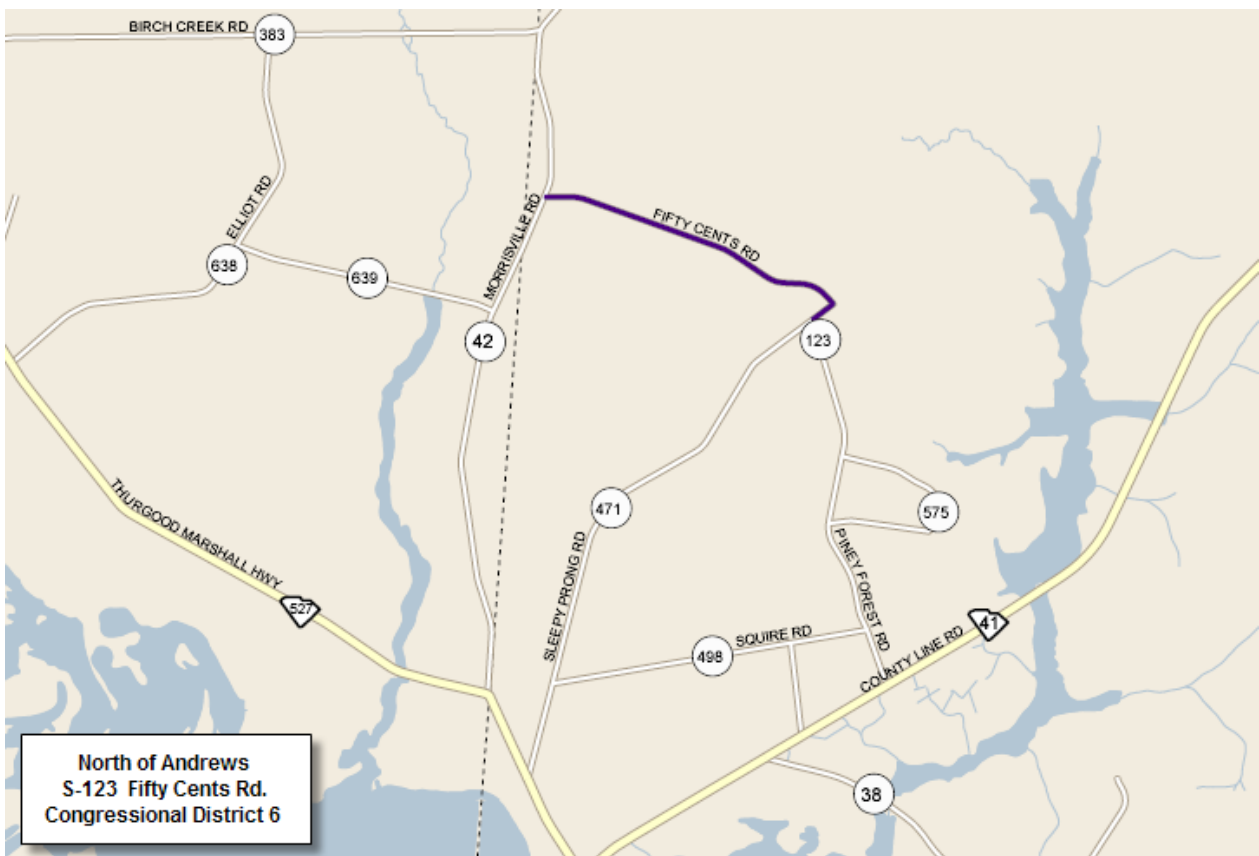 BIRCH CREEK RD
383
ELLIOT RD
638
639
MORRISVILLE RD
42
FIFTY CENTS RD
123
471
575
THURGOOD MARSHALL HWY
527
SLEEPY PRONG RD
PINEY FOREST RD
SQUIRE RD
498
COUNTY LINE RD
41
38
North of Andrews
S-123 Fifty Cents Rd.
Congressional District 6